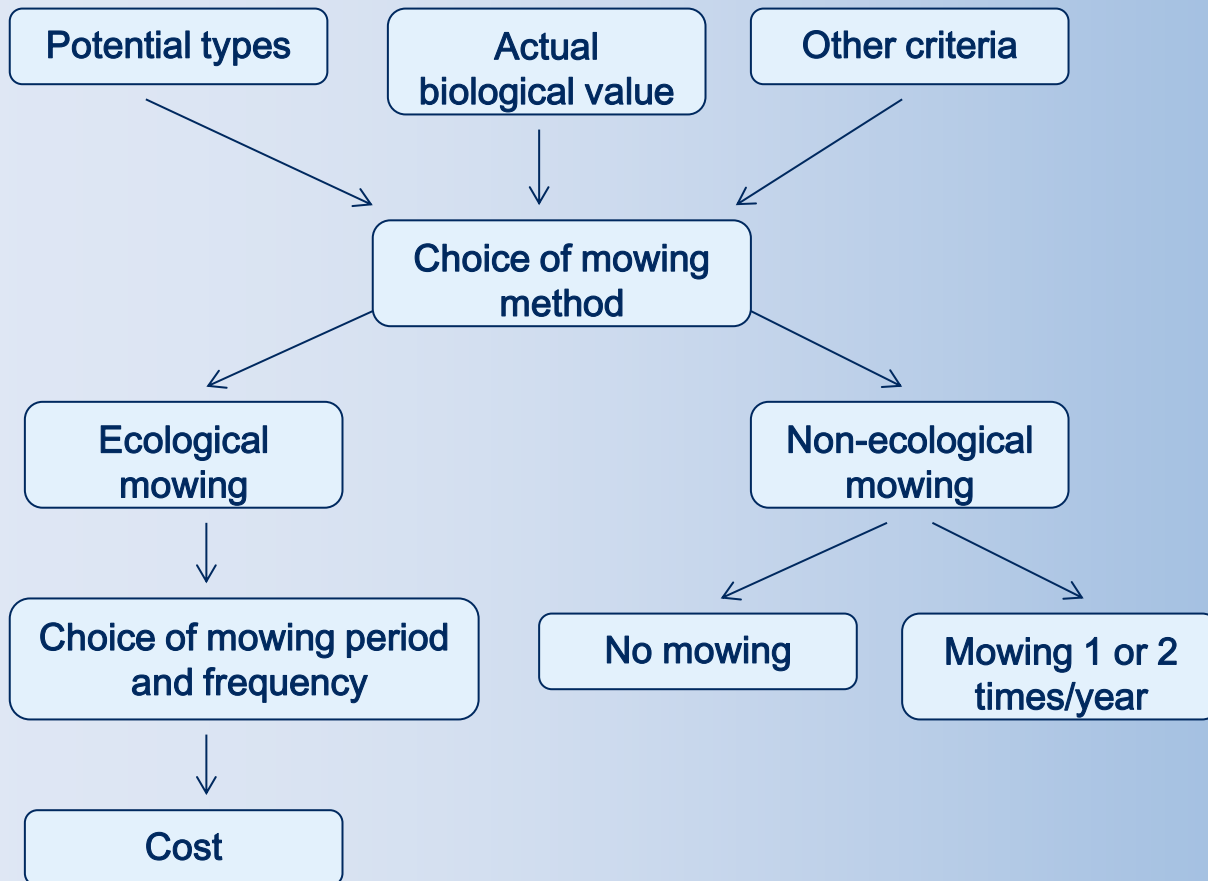 Potential types
Actual
biological value
Other criteria
Choice of mowing
method
Ecological
mowing
Non-ecological
mowing
Choice of mowing period
and frequency
No mowing
Mowing 1 or 2
times/year
Cost